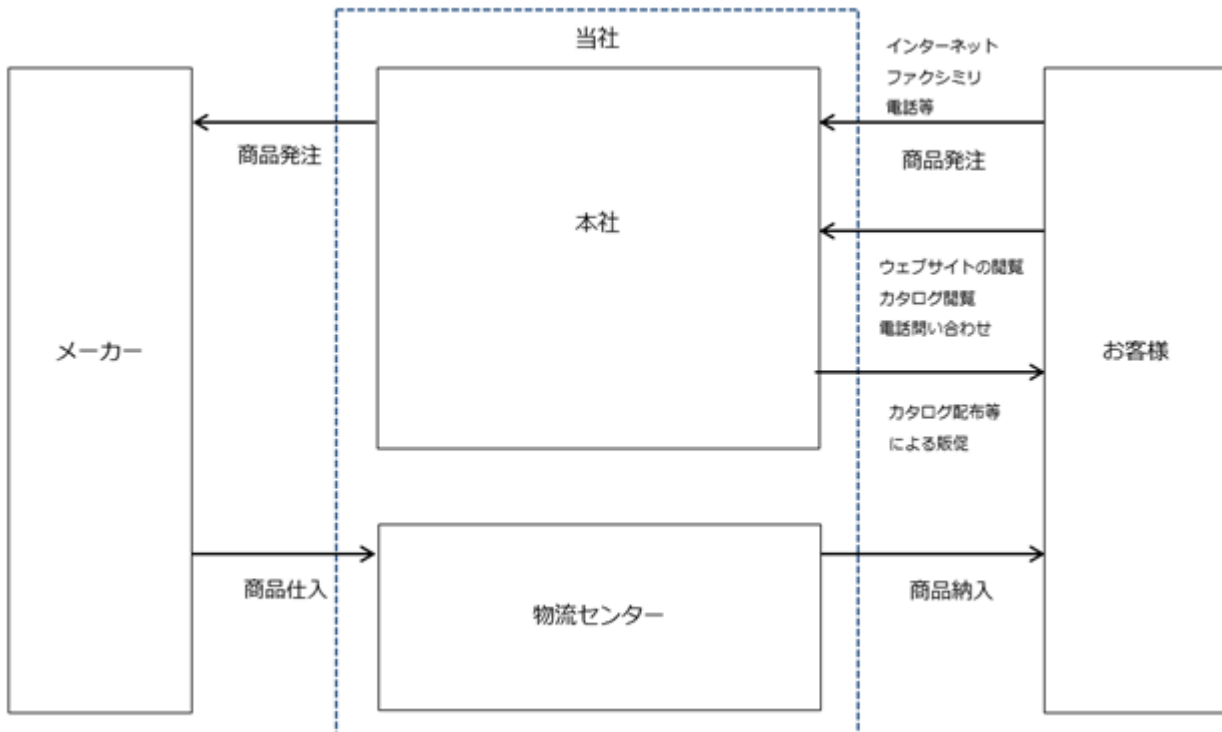 当社
インターネット
ファクシミリ
電話等
商品発注
商品発注
本社
ウェブサイトの閲覧
カタログ閲覧
電話問い合わせ
メーカー
お客様
カタログ配布等
による販促
商品仕入
商品納入
物流センター